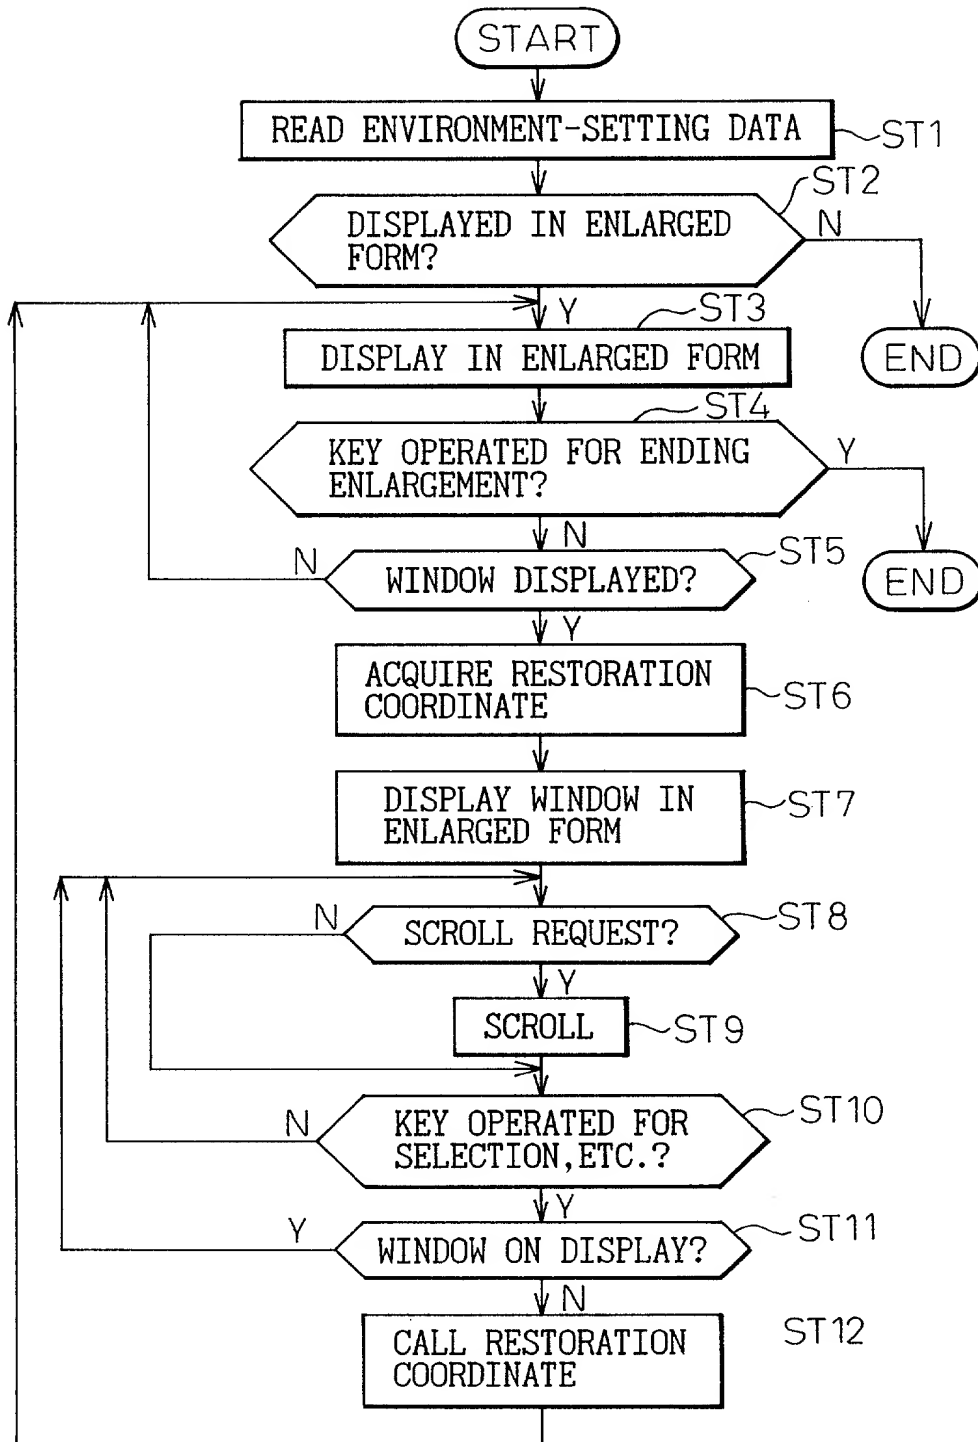 START
READ ENVIRONMENT-SETTING DATA
ST1
ST2
DISPLAYED IN ENLARGED
FORM?
N
Y
ST3
DISPLAY IN ENLARGED FORM
END
ST4
KEY OPERATED FOR ENDING
ENLARGEMENT?
Y
N
N
ST5
WINDOW DISPLAYED?
END
Y
ACQUIRE RESTORATION
COORDINATE
ST6
DISPLAY WINDOW IN
ENLARGED FORM
ST7
N
ST8
SCROLL REQUEST?
Y
SCROLL
ST9
N
KEY OPERATED FOR
SELECTION,ETC.?
ST10
Y
Y
ST11
WINDOW ON DISPLAY?
N
ST12
CALL RESTORATION
COORDINATE